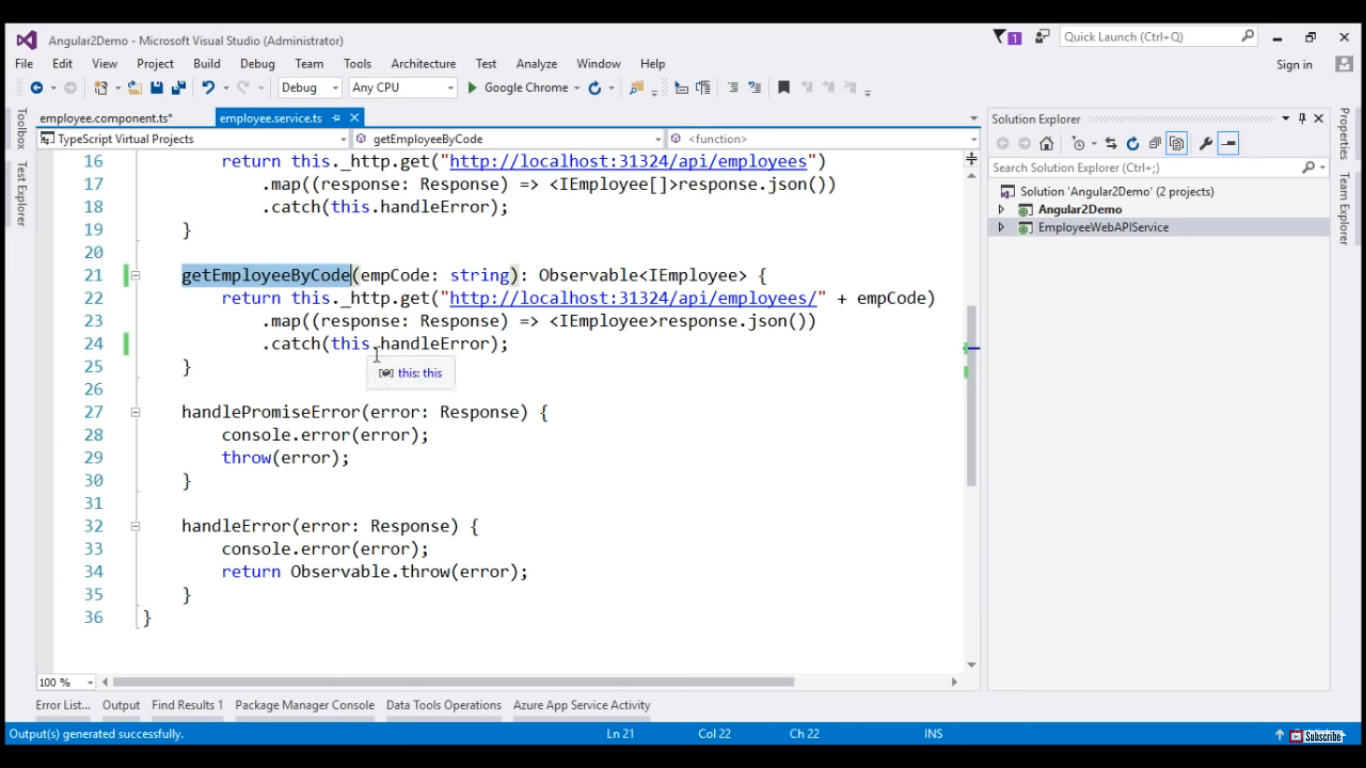 Angular2Demo - Microsoft Visual Studio (Administrator)
1
Quick Launch (Ctrl+Q)
File Edit View Project Build Debug Team Tools Architecture Test Analyze Window Help
Sign in
Debug Any CPU Google Chrome
Toolbox
Test Explorer
employee.component.ts* employee.service.ts
TypeScript Virtual Projects getEmployeeByCode <function>
16 return this._http.get("http://localhost:31324/api/employees")
17 .map((response: Response) => <IEmployee[]>response.json())
18 .catch(this.handleError);
19 }
20
21 getEmployeeByCode(empCode: string): Observable<IEmployee> {
22 return this._http.get("http://localhost:31324/api/employees/" + empCode)
23 .map((response: Response) => <IEmployee>response.json())
24 .catch(this.handleError);
this: this
25 }
26
27 handlePromiseError(error: Response) {
28 console.error(error);
29 throw(error);
30 }
31
32 handleError(error: Response) {
33 console.error(error);
34 return Observable.throw(error);
35 }
36 }
100 %
Solution Explorer
Search Solution Explorer (Ctrl+;)
Solution 'Angular2Demo' (2 projects)
Angular2Demo
EmployeeWebAPIService
Properties
Team Explorer
Error List... Output Find Results 1 Package Manager Console Data Tools Operations Azure App Service Activity
Output(s) generated successfully. Ln 21 Col 22 Ch 22 INS
Subscribe